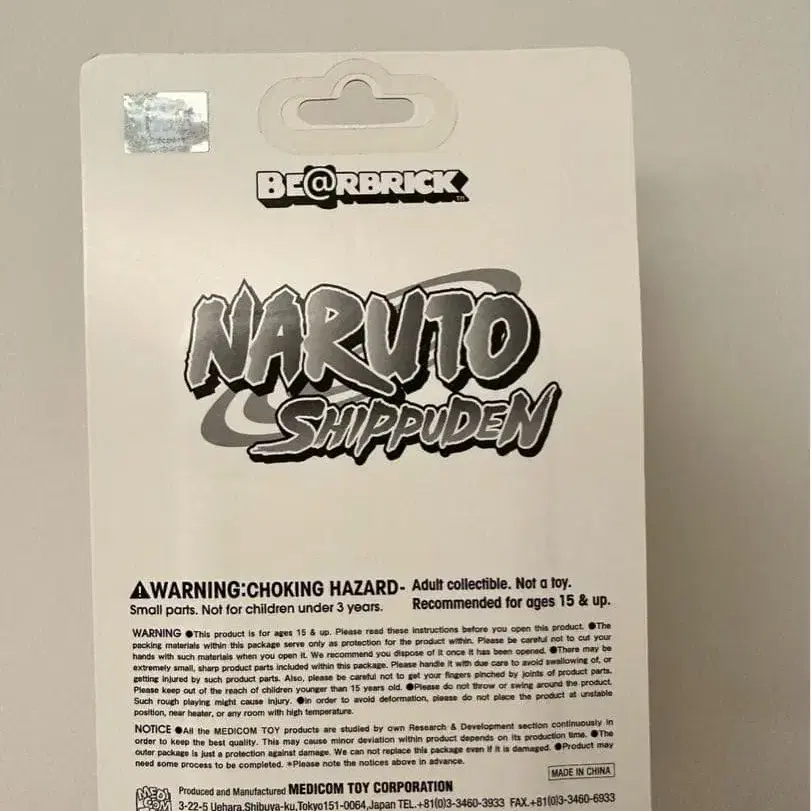 BE@RBRICK™
NARUTO
SHIPPUDEN
⚠WARNING:CHOKING HAZARD- Adult collectible. Not a toy.
Small parts. Not for children under 3 years. Recommended for ages 15 & up.
WARNING ●This product is for ages 15 & up. Please read these instructions before you open this product. ●The
packing materials within this package serve only as protection for the product within. Please be careful not to cut your
hands with such materials when you open it. We recommend you dispose of it once it has been opened. ●There may be
extremely small, sharp product parts included within this package. Please handle it with due care to avoid swallowing of, or
getting injured by such product parts. Also, please be careful not to get your fingers pinched by joints of product parts.
Please keep out of the reach of children younger than 15 years old. ●Please do not throw or swing around the product.
Such rough playing might cause injury. ●In order to avoid deformation, please do not place the product at unstable
position, near heater, or any room with high temperature.
NOTICE ●All the MEDICOM TOY products are studied by own Research & Development section continuously in
order to keep the best quality. This may cause minor deviation within product depends on its production time. ●The
outer package is just a protection against damage. We can not replace this package even if it is damaged. ●Product may
need some process to be completed. *Please note the notices above in advance.
MADE IN CHINA
MEDI
COM
Produced and Manufactured MEDICOM TOY CORPORATION
3-22-5 Uehara,Shibuya-ku,Tokyo151-0064,Japan TEL.+81(0)3-3460-3933 FAX.+81(0)3-3460-6933